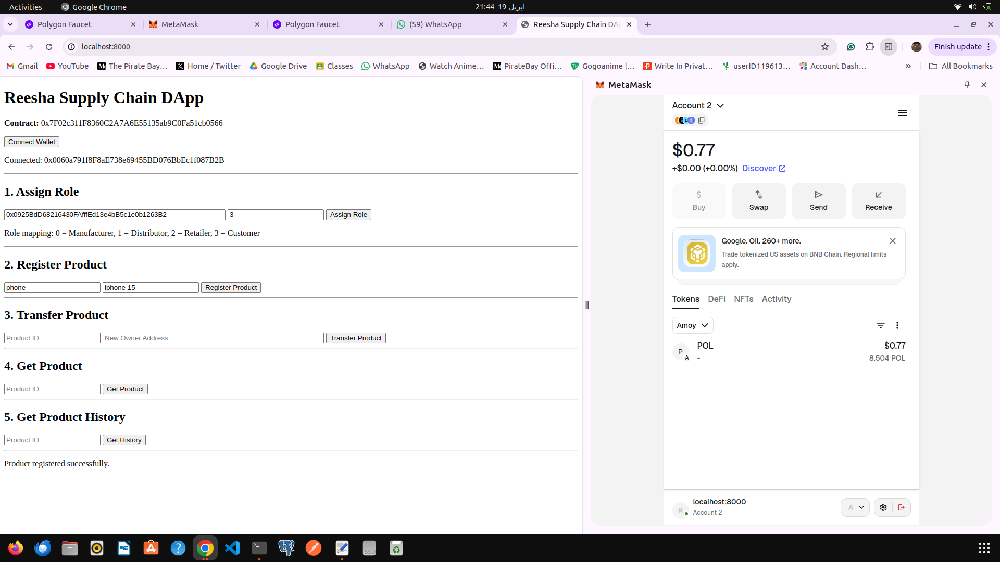 Activities
Google Chrome
21:44 19 اپریل
Polygon Faucet
MetaMask
Polygon Faucet
(59) WhatsApp
Reesha Supply Chain DA
localhost:8000
Finish update
Gmail
YouTube
The Pirate Bay…
Home / Twitter
Google Drive
Classes
WhatsApp
Watch Anime…
PirateBay Offi…
Gogoanime |…
Write In Privat…
userID119613…
Account Dash…
All Bookmarks
Reesha Supply Chain DApp
Contract: 0x7F02c311F8360C2A7A6E55135ab9C0Fa51cb0566
Connect Wallet
Connected: 0x0060a791f8F8aE738e69455BD076BbEc1f087B2B
1. Assign Role
0x0925BdD68216430FAfffEd13e4bB5c1e0b1263B2
3
Assign Role
Role mapping: 0 = Manufacturer, 1 = Distributor, 2 = Retailer, 3 = Customer
2. Register Product
phone
iphone 15
Register Product
3. Transfer Product
Product ID
New Owner Address
Transfer Product
4. Get Product
Product ID
Get Product
5. Get Product History
Product ID
Get History
Product registered successfully.
MetaMask
Account 2
$0.77
+$0.00 (+0.00%) Discover
$
Buy
Swap
Send
Receive
Google. Oil. 260+ more.
Trade tokenized US assets on BNB Chain. Regional limits
apply.
Tokens
DeFi
NFTs
Activity
Amoy
P
A
POL
$0.77
-
8.504 POL
R
localhost:8000
Account 2
A
SSD